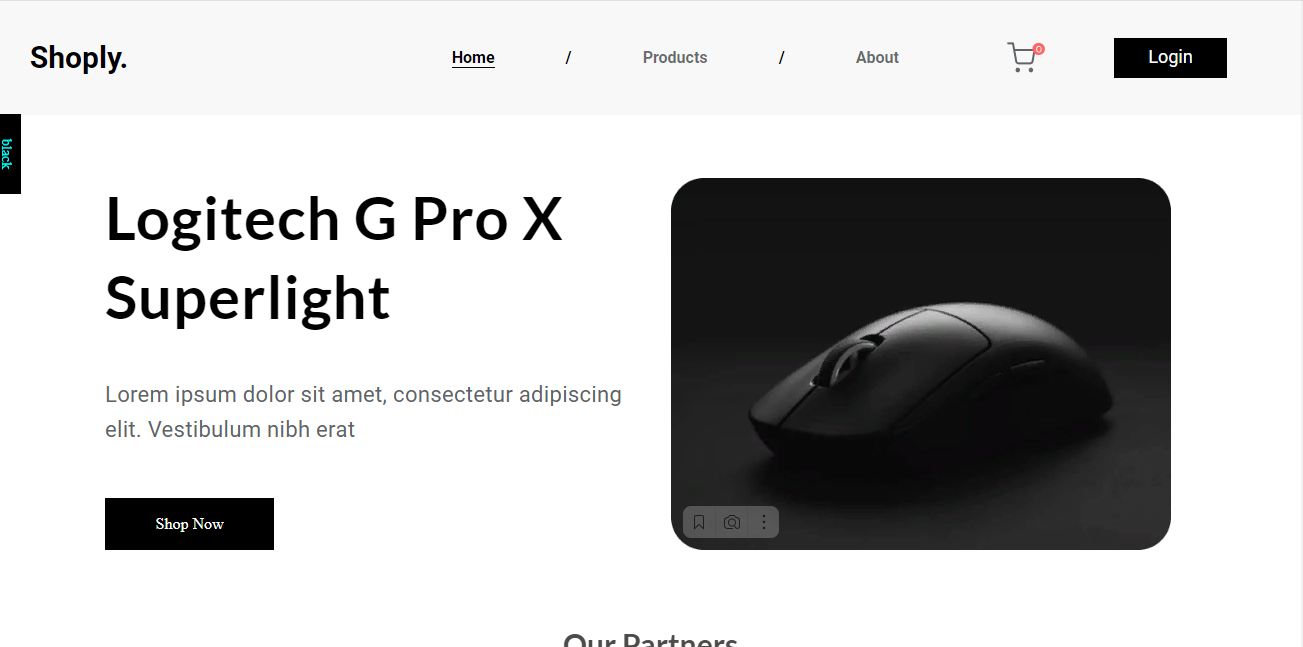 Shoply.
Home / Products / About
0
Login
black
Logitech G Pro X
Superlight
Lorem ipsum dolor sit amet, consectetur adipiscing
elit. Vestibulum nibh erat
Shop Now
Our Partners